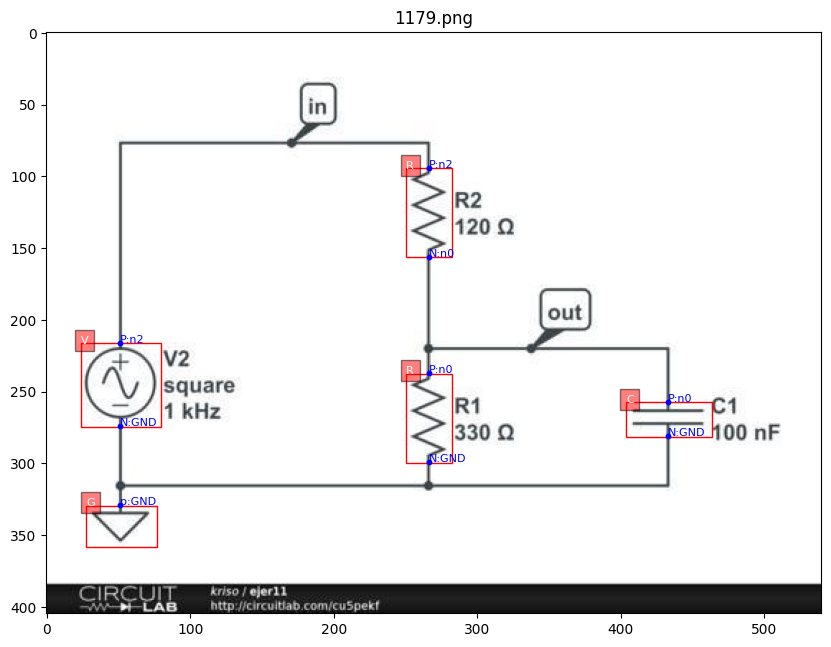 1179.png
0
50
100
150
200
250
300
350
400
0
100
200
300
400
500
in
R
P:n2
R2
120 Ω
N:n0
out
V
P:n2
V2
square
1 kHz
N:GND
R
P:n0
R1
330 Ω
N:GND
C
P:n0
C1
100 nF
N:GND
G
p:GND
CIRCUIT
LAB
kriso / ejer11
http://circuitlab.com/cu5pekf